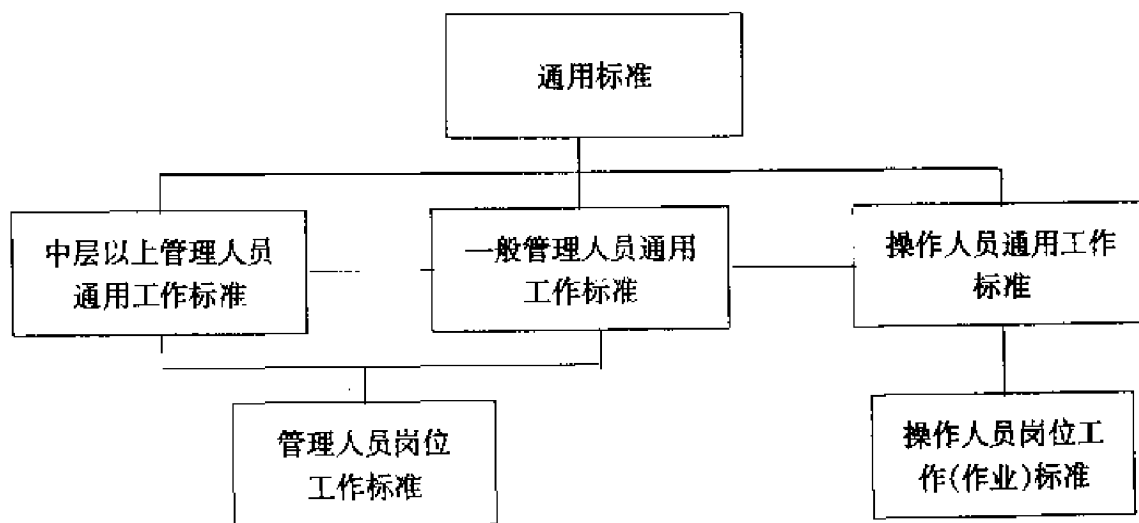 通用标准
中层以上管理人员
通用工作标准
一般管理人员通用
工作标准
操作人员通用工作
标准
管理人员岗位
工作标准
操作人员岗位工
作(作业)标准